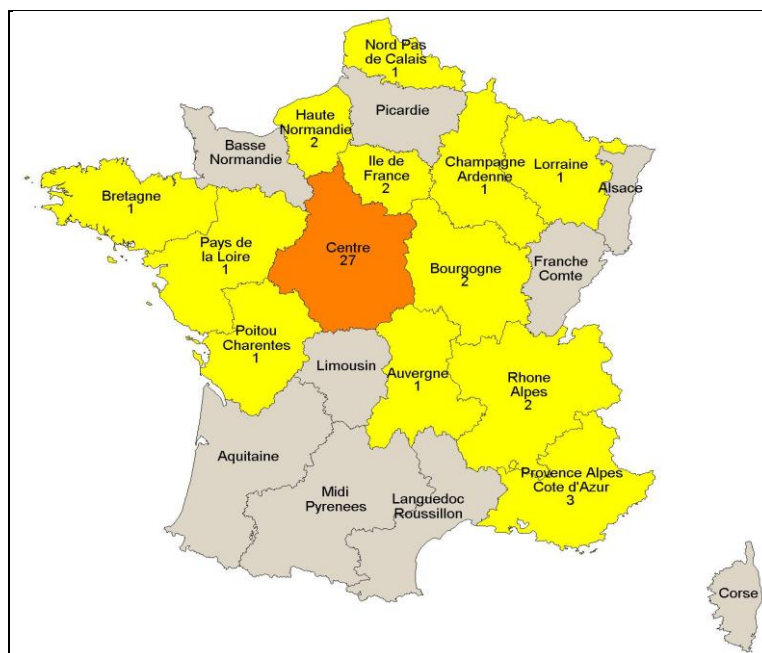 Nord Pas
de Calais
1
Picardie
Haute
Normandie
2
Basse
Normandie
Ile de
France
2
Champagne
Ardenne
1
Lorraine
1
Alsace
Bretagne
1
Pays de
la Loire
1
Centre
27
Bourgogne
2
Franche
Comte
Poitou
Charentes
1
Limousin
Auvergne
1
Rhone
Alpes
2
Aquitaine
Midi
Pyrenees
Languedoc
Roussillon
Provence Alpes
Cote d'Azur
3
Corse